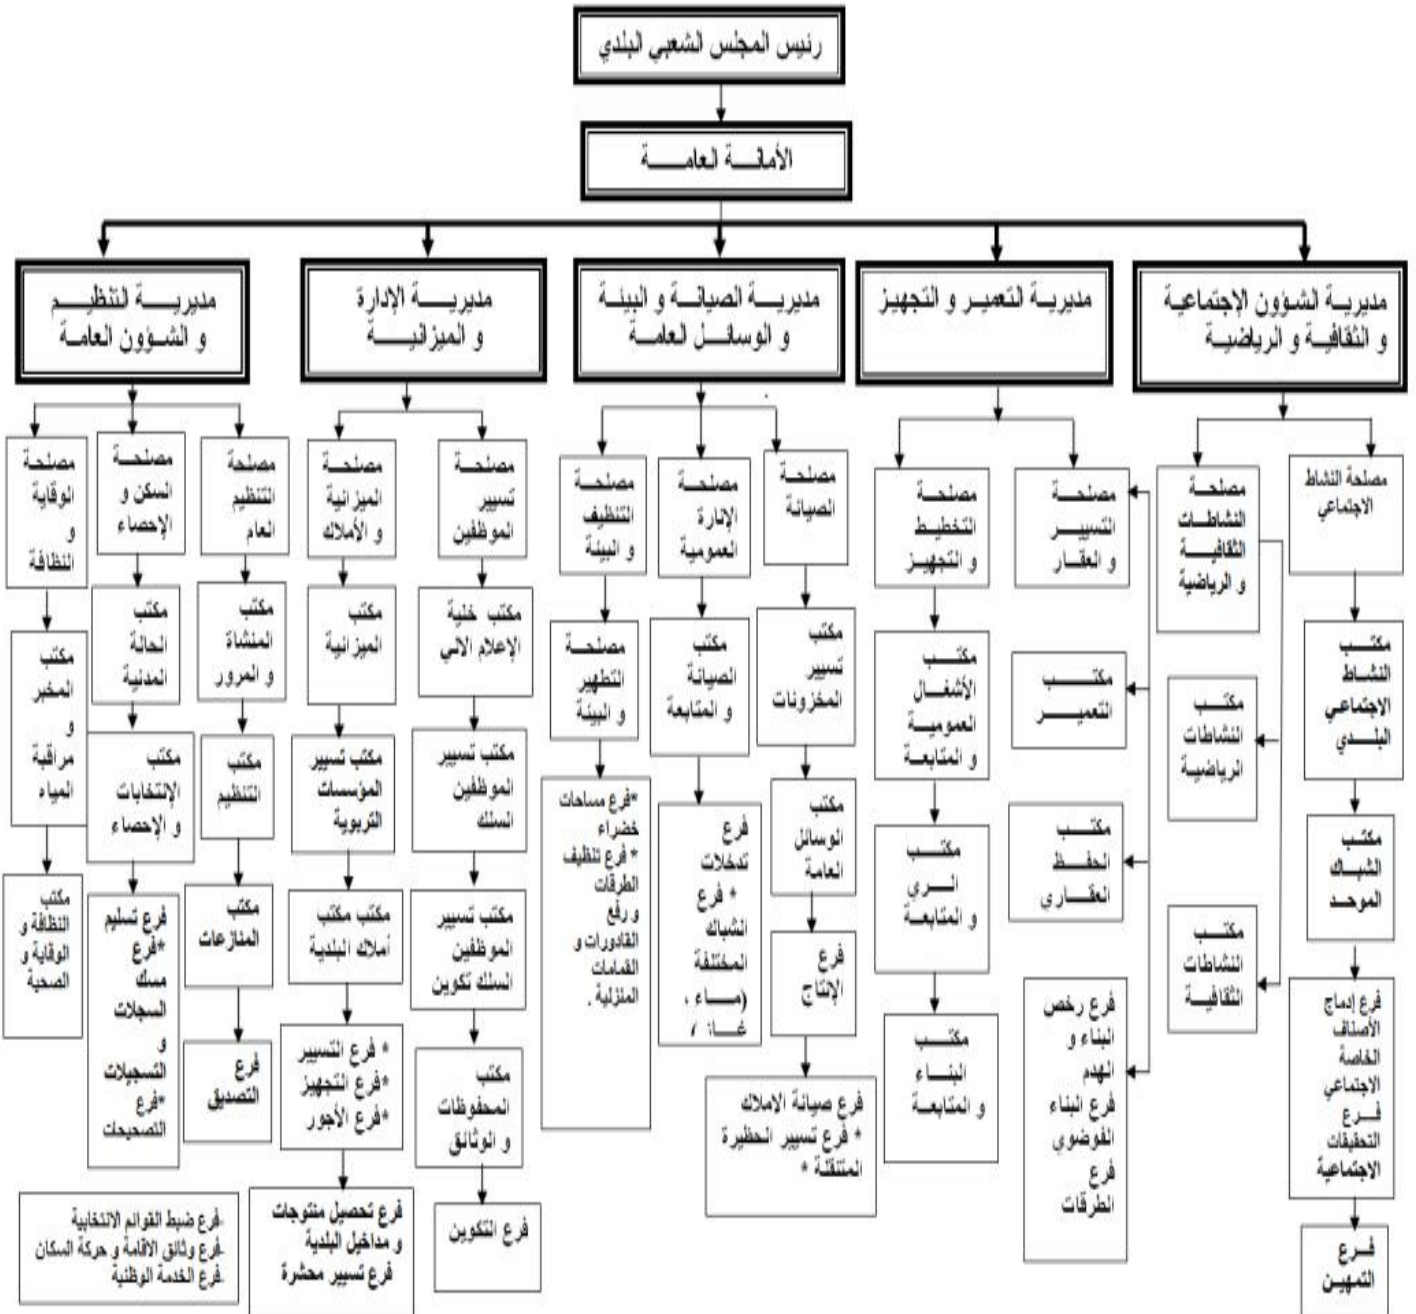 رئيس المجلس الشعبي البلدي
الأمانة العامة
مديرية الشؤون الإجتماعية
و الثقافية و الرياضية
مديرية التعمير و التجهيز
مديرية الصيانة و البيئة
و الوسائل العامة
مديرية الإدارة
و الميزانية
مديرية التنظيم
و الشؤون العامة
مصلحة النشاط
الاجتماعي
مكتب
النشاط
الاجتماعي
البلدي
مكتب
الشباك
الموحد
فرع إدماج
الأصناف
الخاصة
الاجتماعي
فرع
التحقيقات
الاجتماعية
فرع
التمهين
مصلحة
النشاطات
الثقافية
و الرياضية
مكتب
النشاطات
الرياضية
مكتب
النشاطات
الثقافية
مصلحة
التسيير
و العقار
مكتب
التعمير
مكتب
الحفظ
العقاري
فرع رخص
البناء و
الهدم
فرع البناء
الفوضوي
فرع
الطرقات
مصلحة
التخطيط
و التجهيز
مكتب
الأشغال
العمومية
و المتابعة
مكتب
الري
و المتابعة
مكتب
البناء
و المتابعة
مصلحة
الصيانة
مكتب
تسيير
المخزونات
مكتب
الوسائل
العامة
فرع
الإنتاج
فرع صيانة الاملاك
* فرع تسيير الحظيرة
المتنقلة *
مصلحة
الإنارة
العمومية
مكتب
الصيانة
و المتابعة
فرع
تدخلات
* فرع
الشباك
المختلفة
(ماء ،
غاز )
مصلحة
التنظيف
و البيئة
مصلحة
التطهير
و البيئة
*فرع مساحات
خضراء
* فرع تنظيف
الطرقات
و رفع
القادورات و
القمامات
المنزلية .
مصلحة
تسيير
الموظفين
مكتب خلية
الإعلام الالي
مكتب تسيير
الموظفين
السلك
مكتب تسيير
الموظفين
السلك تكوين
مكتب
المحفوظات
و الوثائق
فرع التكوين
مصلحة
الميزانية
و الأملاك
مكتب
الميزانية
مكتب تسيير
المؤسسات
التربوية
مكتب مكتب
أملاك البلدية
* فرع التسيير
*فرع التجهيز
*فرع الأجور
فرع تحصيل منتوجات
و مداخيل البلدية
فرع تسيير محشرة
مصلحة
التنظيم
العام
مكتب
المنشاة
و المرور
مكتب
التنظيم
مكتب
المنازعات
فرع
التصديق
مصلحة
السكن و
الإحصاء
مكتب
الحالة
المدنية
مكتب
الإنتخابات
و الإحصاء
فرع تسليم
*فرع
مسك
السجلات
و
التسجيلات
*فرع
التصحيحات
مصلحة
الوقاية
و
النظافة
مكتب
المخبر
و
مراقبة
المياه
مكتب
النظافة و
الوقاية و
الصحية
-فرع ضبط القوائم الانتخابية
-فرع وثائق الاقامة و حركة السكان
-فرع الخدمة الوظنية